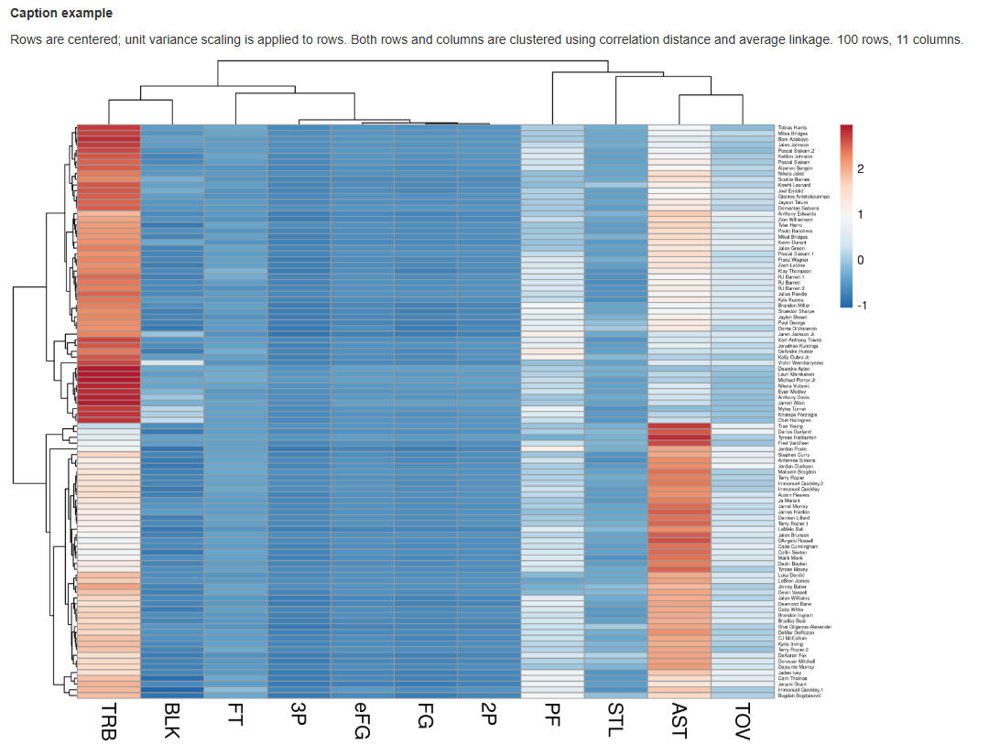 Caption example
Rows are centered; unit variance scaling is applied to rows. Both rows and columns are clustered using correlation distance and average linkage. 100 rows, 11 columns.
Tobias Harris
Miles Bridges
Bam Adebayo
Jalen Johnson
Pascal Siakam.2
Keldon Johnson
Pascal Siakam
Alperen Şengün
Nikola Jokić
Scottie Barnes
Kawhi Leonard
Joel Embiid
Giannis Antetokounmpo
Jayson Tatum
Domantas Sabonis
Anthony Edwards
Zion Williamson
Tyler Herro
Paolo Banchero
Mikal Bridges
Kevin Durant
Jalen Green
Pascal Siakam.1
Franz Wagner
Zach LaVine
Klay Thompson
RJ Barrett.1
RJ Barrett
RJ Barrett.2
Julius Randle
Kyle Kuzma
Brandon Miller
Shaedon Sharpe
Jaylen Brown
Paul George
Donte DiVincenzo
Jaren Jackson Jr.
Karl-Anthony Towns
Jonathan Kuminga
DeAndre Hunter
Kelly Oubre Jr.
Victor Wembanyama
Deandre Ayton
Lauri Markkanen
Michael Porter Jr.
Nikola Vučević
Evan Mobley
Anthony Davis
Jarrett Allen
Myles Turner
Kristaps Porziņģis
Chet Holmgren
Trae Young
Darius Garland
Tyrese Haliburton
Fred VanVleet
Jordan Poole
Stephen Curry
Anfernee Simons
Jordan Clarkson
Malcolm Brogdon
Terry Rozier
Immanuel Quickley.2
Immanuel Quickley
Austin Reaves
Ja Morant
Jamal Murray
James Harden
Damian Lillard
Terry Rozier.1
LaMelo Ball
Jalen Brunson
D'Angelo Russell
Cade Cunningham
Collin Sexton
Malik Monk
Devin Booker
Tyrese Maxey
Luka Dončić
LeBron James
Jimmy Butler
Devin Vassell
Jalen Williams
Desmond Bane
Coby White
Brandon Ingram
Bradley Beal
Shai Gilgeous-Alexander
DeMar DeRozan
CJ McCollum
Kyrie Irving
Terry Rozier.2
De'Aaron Fox
Donovan Mitchell
Dejounte Murray
Jaden Ivey
Cam Thomas
Jerami Grant
Immanuel Quickley.1
Bogdan Bogdanović
2
1
0
-1
TRB
BLK
FT
3P
eFG
FG
2P
PF
STL
AST
TOV